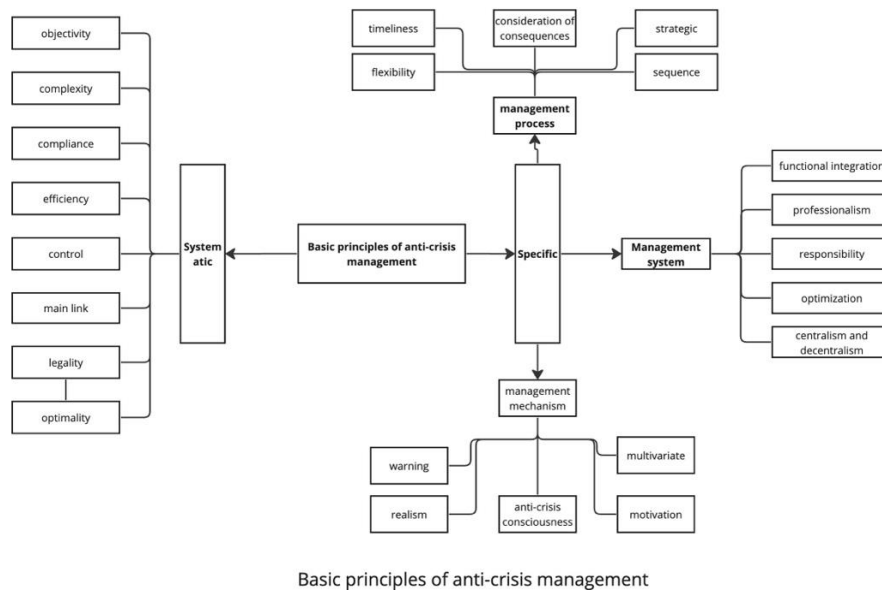 objectivity
complexity
compliance
efficiency
control
main link
legality
optimality
System
atic
Basic principles of anti-crisis
management
Specific
timeliness
consideration of
consequences
strategic
flexibility
sequence
management
process
Management
system
functional integration
professionalism
responsibility
optimization
centralism and
decentralism
management
mechanism
warning
multivariate
realism
anti-crisis
consciousness
motivation
Basic principles of anti-crisis management